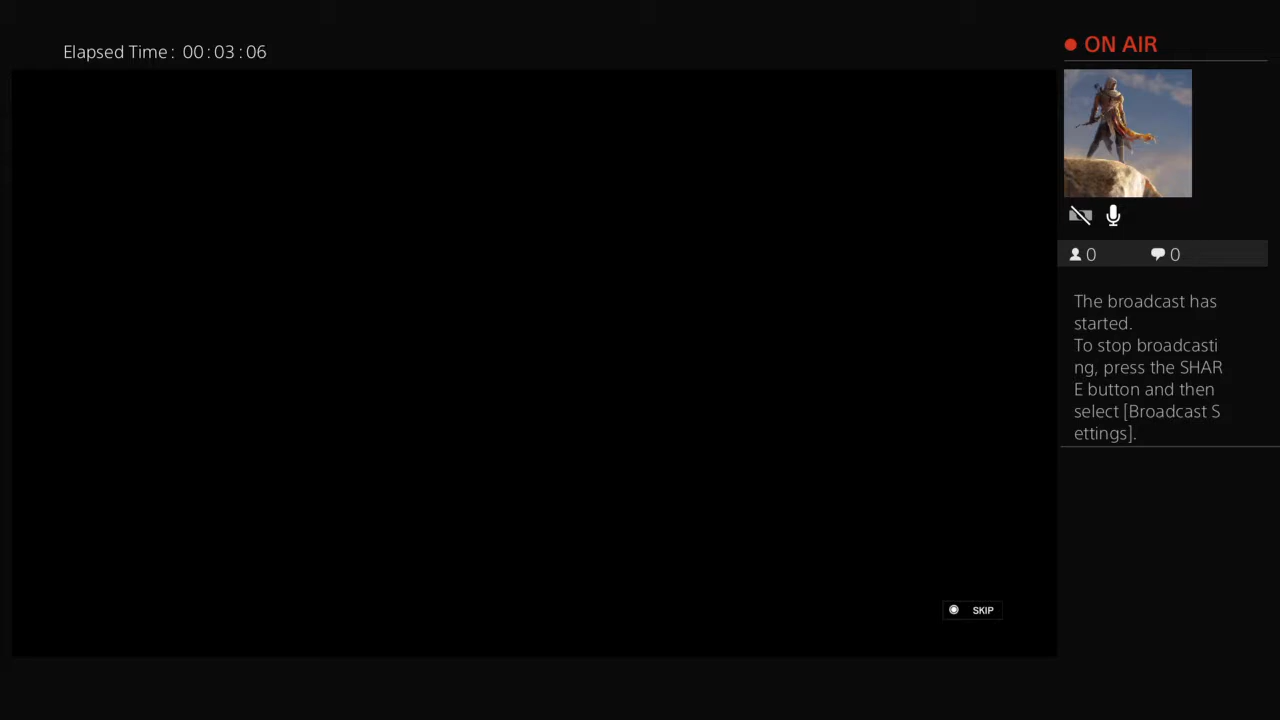 Elapsed Time: 00:03:06
ON AIR
0 0
The broadcast has
started.
To stop broadcasti
ng, press the SHAR
E button and then
select [Broadcast S
ettings].
SKIP